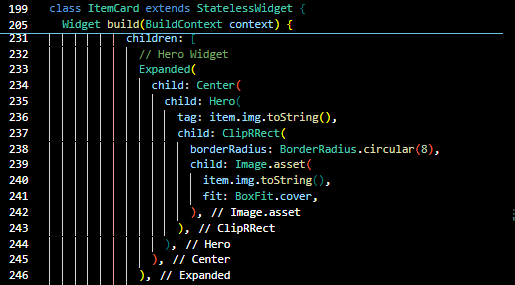 199 class ItemCard extends StatelessWidget {
205 Widget build(BuildContext context) {
231 children: [
232 // Hero Widget
233 Expanded(
234 child: Center(
235 child: Hero(
236 tag: item.img.toString(),
237 child: ClipRRect(
238 borderRadius: BorderRadius.circular(8),
239 child: Image.asset(
240 item.img.toString(),
241 fit: BoxFit.cover,
242 ), // Image.asset
243 ), // ClipRRect
244 ), // Hero
245 ), // Center
246 ), // Expanded